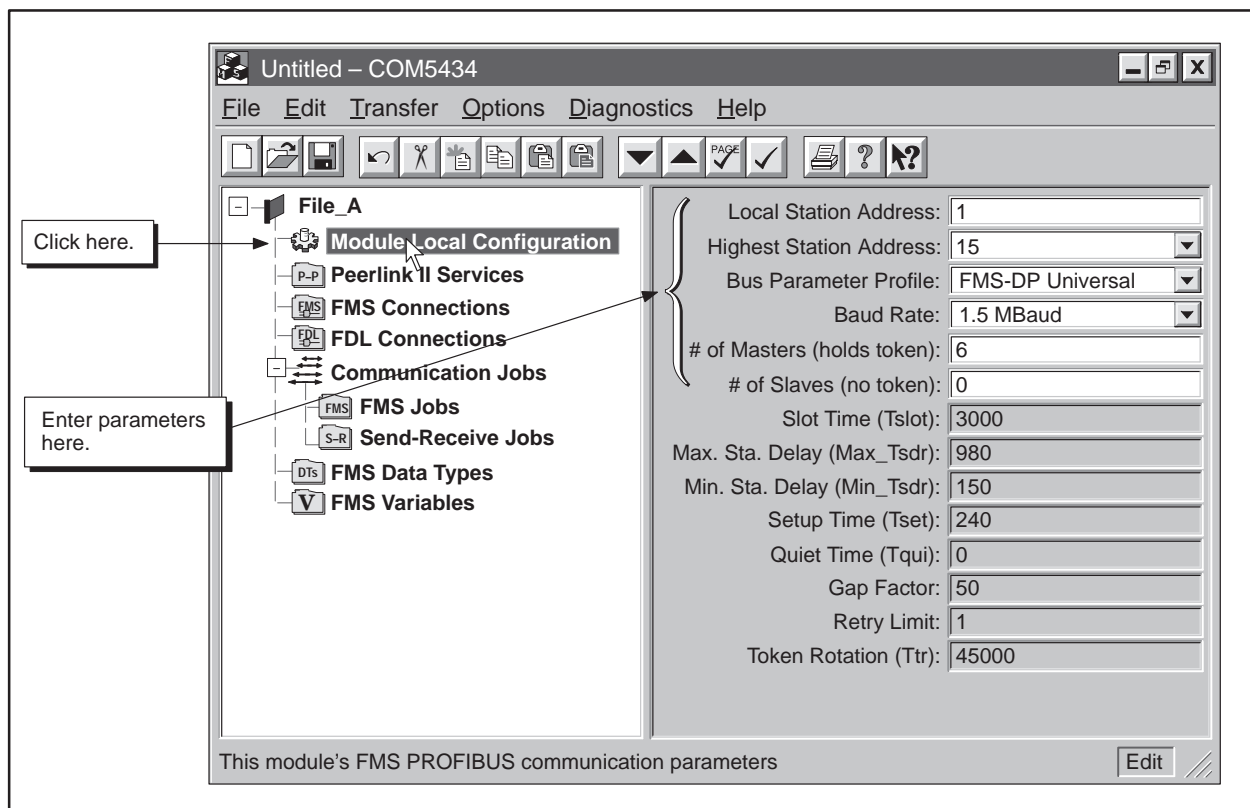 Untitled – COM5434
File Edit Transfer Options Diagnostics Help
PAGE
File_A
Click here.
Module Local Configuration
P–P Peerlink II Services
FMS FMS Connections
FDL FDL Connections
Communication Jobs
FMS FMS Jobs
S–R Send-Receive Jobs
DTs FMS Data Types
V FMS Variables
Enter parameters
here.
Local Station Address: 1
Highest Station Address: 15
Bus Parameter Profile: FMS-DP Universal
Baud Rate: 1.5 MBaud
# of Masters (holds token): 6
# of Slaves (no token): 0
Slot Time (Tslot): 3000
Max. Sta. Delay (Max_Tsdr): 980
Min. Sta. Delay (Min_Tsdr): 150
Setup Time (Tset): 240
Quiet Time (Tqui): 0
Gap Factor: 50
Retry Limit: 1
Token Rotation (Ttr): 45000
This module's FMS PROFIBUS communication parameters
Edit